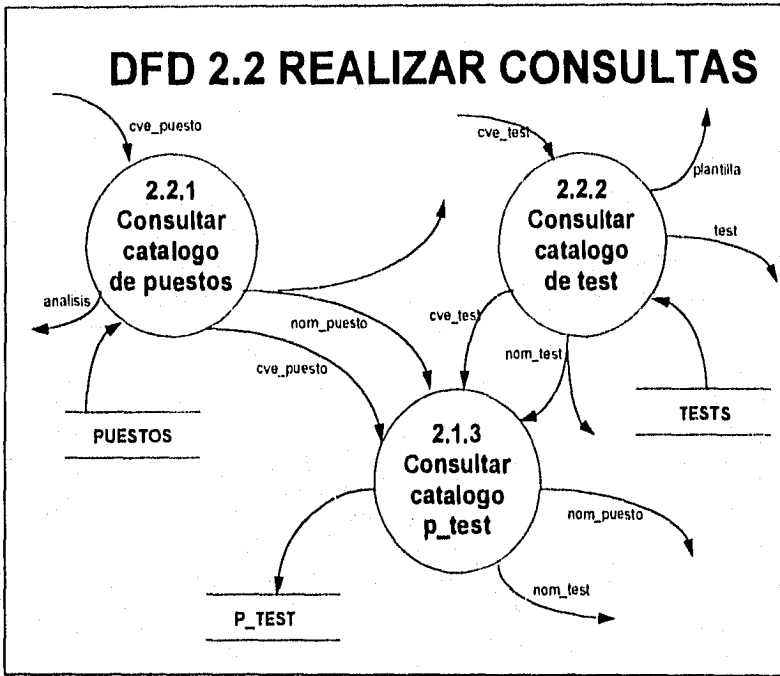 DFD 2.2 REALIZAR CONSULTAS
cve_puesto
cve_test
plantilla
2.2.1
Consultar
catalogo
de puestos
2.2.2
Consultar
catalogo
de test
test
analisis
nom_puesto
cve_test
cve_puesto
nom_test
PUESTOS
TESTS
2.1.3
Consultar
catalogo
p_test
nom_puesto
nom_test
P_TEST